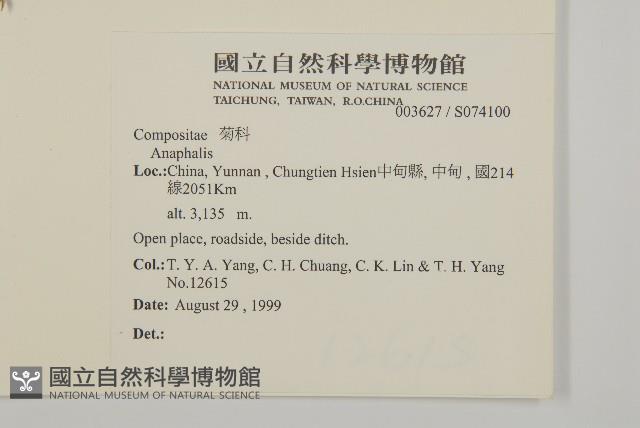 國立自然科學博物館
NATIONAL MUSEUM OF NATURAL SCIENCE
TAICHUNG, TAIWAN, R.O.CHINA
003627 / S074100
Compositae 菊科
Anaphalis
Loc.:China, Yunnan , Chungtien Hsien中甸縣, 中甸 , 國214
線2051Km
alt. 3,135 m.
Open place, roadside, beside ditch.
Col.: T. Y. A. Yang, C. H. Chuang, C. K. Lin & T. H. Yang
No.12615
Date: August 29 , 1999
Det.:
12615
國立自然科學博物館
NATIONAL MUSEUM OF NATURAL SCIENCE